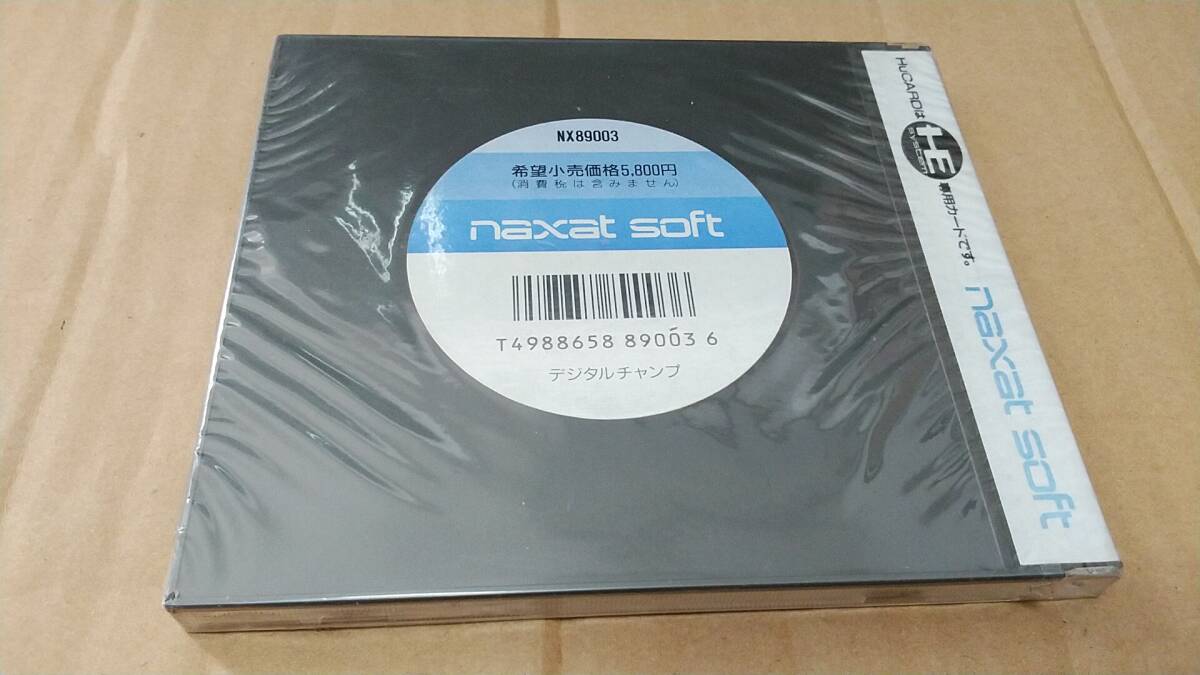 NX89003
希望小売価格5,800円
(消費税は含みません)
naxat soft
T4988658 89003 6
デジタルチャンプ
HuCARDは HE SYSTEM 専用カードです。
naxat soft